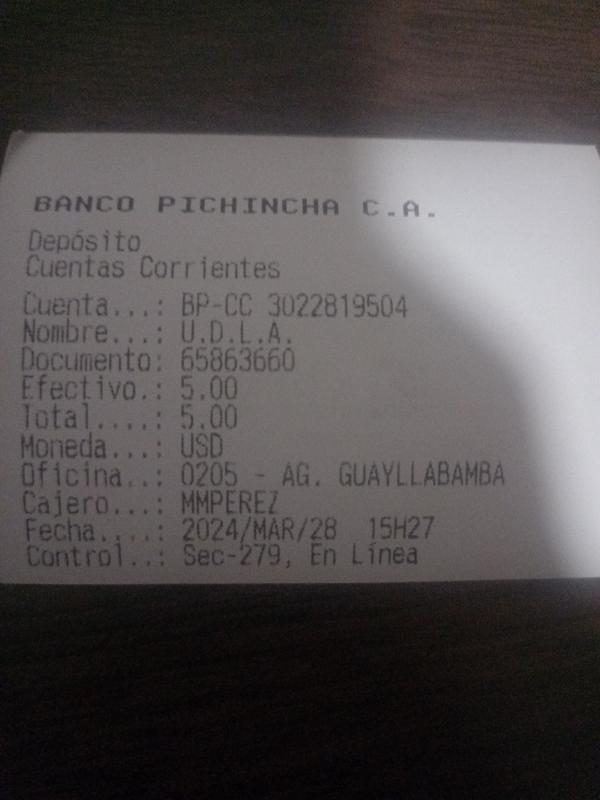 BANCO PICHINCHA C.A.
Depósito
Cuentas Corrientes
Cuenta...: BP-CC 3022819504
Nombre...: U.D.L.A.
Documento: 65863660
Efectivo.: 5.00
Total....: 5.00
Moneda...: USD
Oficina..: 0205 - AG. GUAYLLABAMBA
Cajero...: MMPEREZ
Fecha....: 2024/MAR/28 15H27
Control..: Sec-279, En Línea